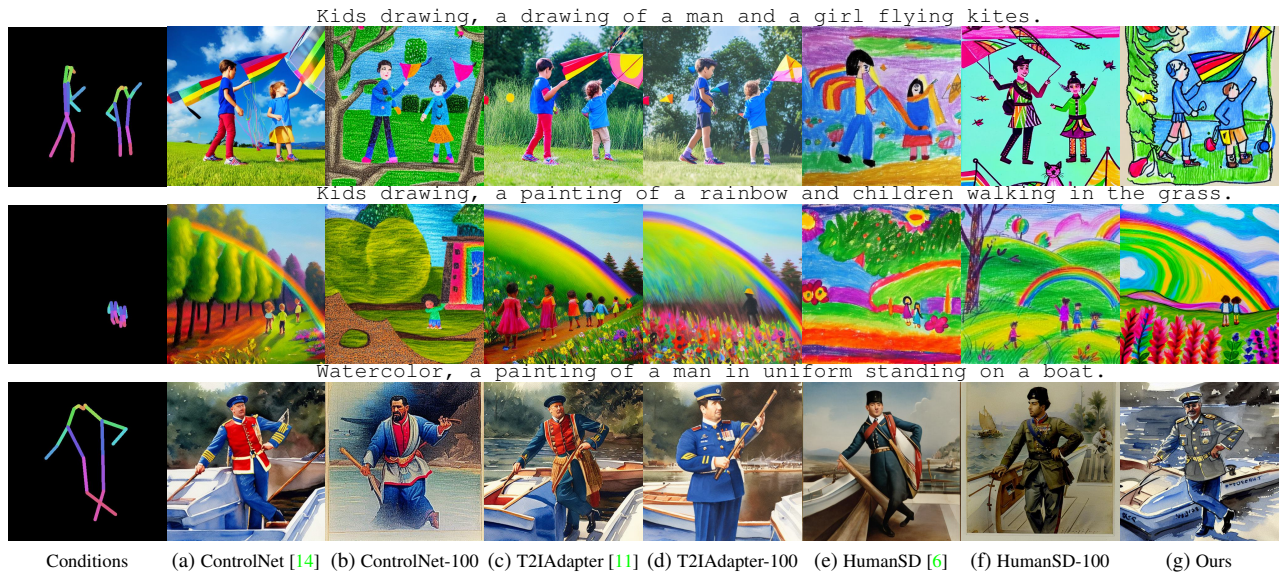 Kids drawing, a drawing of a man and a girl flying kites.
Kids drawing, a painting of a rainbow and children walking in the grass.
Watercolor, a painting of a man in uniform standing on a boat.
Conditions (a) ControlNet [14] (b) ControlNet-100 (c) T2IAdapter [11] (d) T2IAdapter-100 (e) HumanSD [6] (f) HumanSD-100 (g) Ours